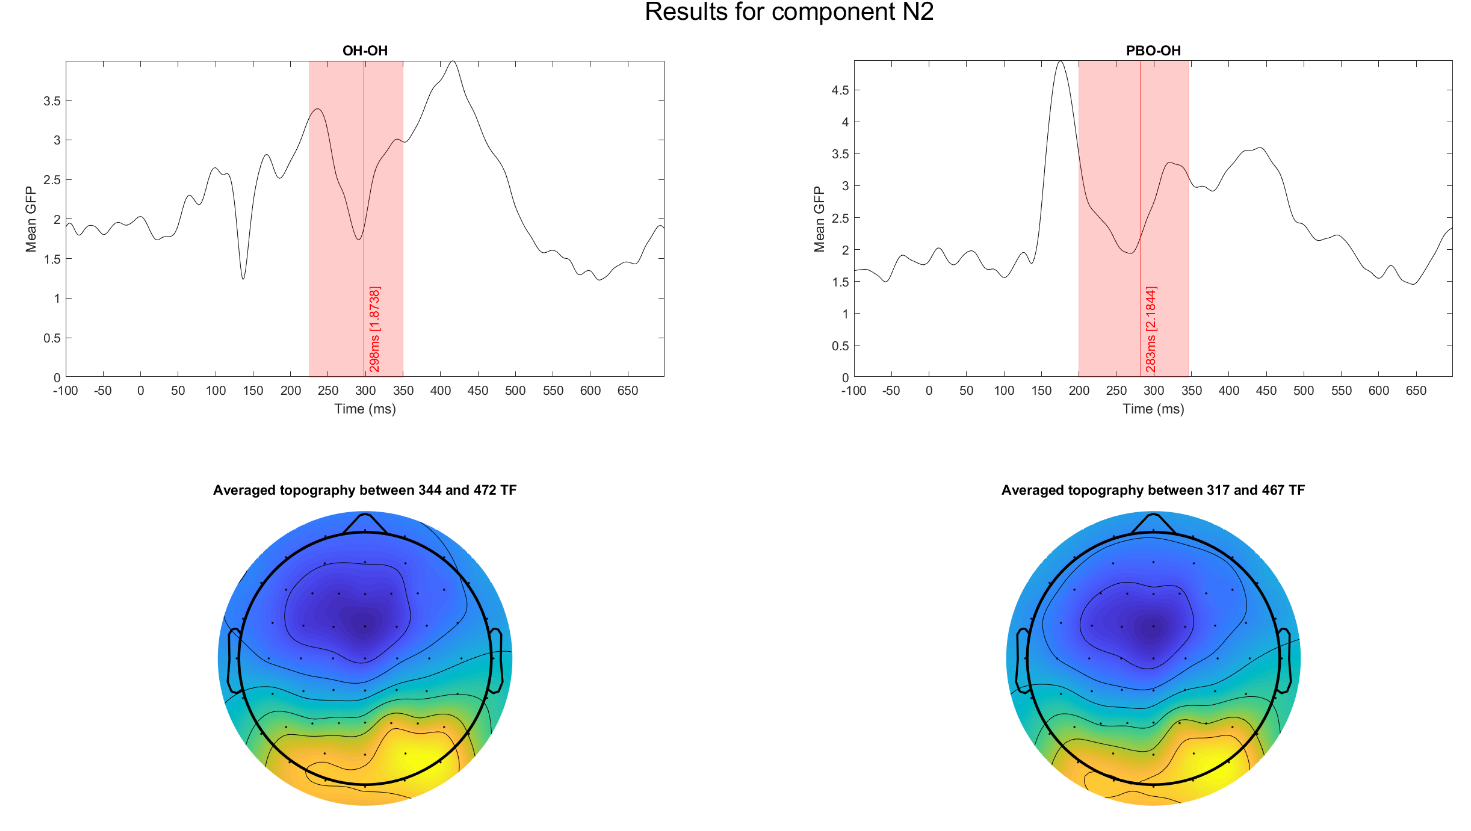 Results for component N2
OH-OH
Mean GFP
3.5
3
2.5
2
1.5
1
0.5
0
298ms [1.8738]
-100 -50 0 50 100 150 200 250 300 350 400 450 500 550 600 650
Time (ms)
PBO-OH
Mean GFP
4.5
4
3.5
3
2.5
2
1.5
1
0.5
0
283ms [2.1844]
-100 -50 0 50 100 150 200 250 300 350 400 450 500 550 600 650
Time (ms)
Averaged topography between 344 and 472 TF
Averaged topography between 317 and 467 TF